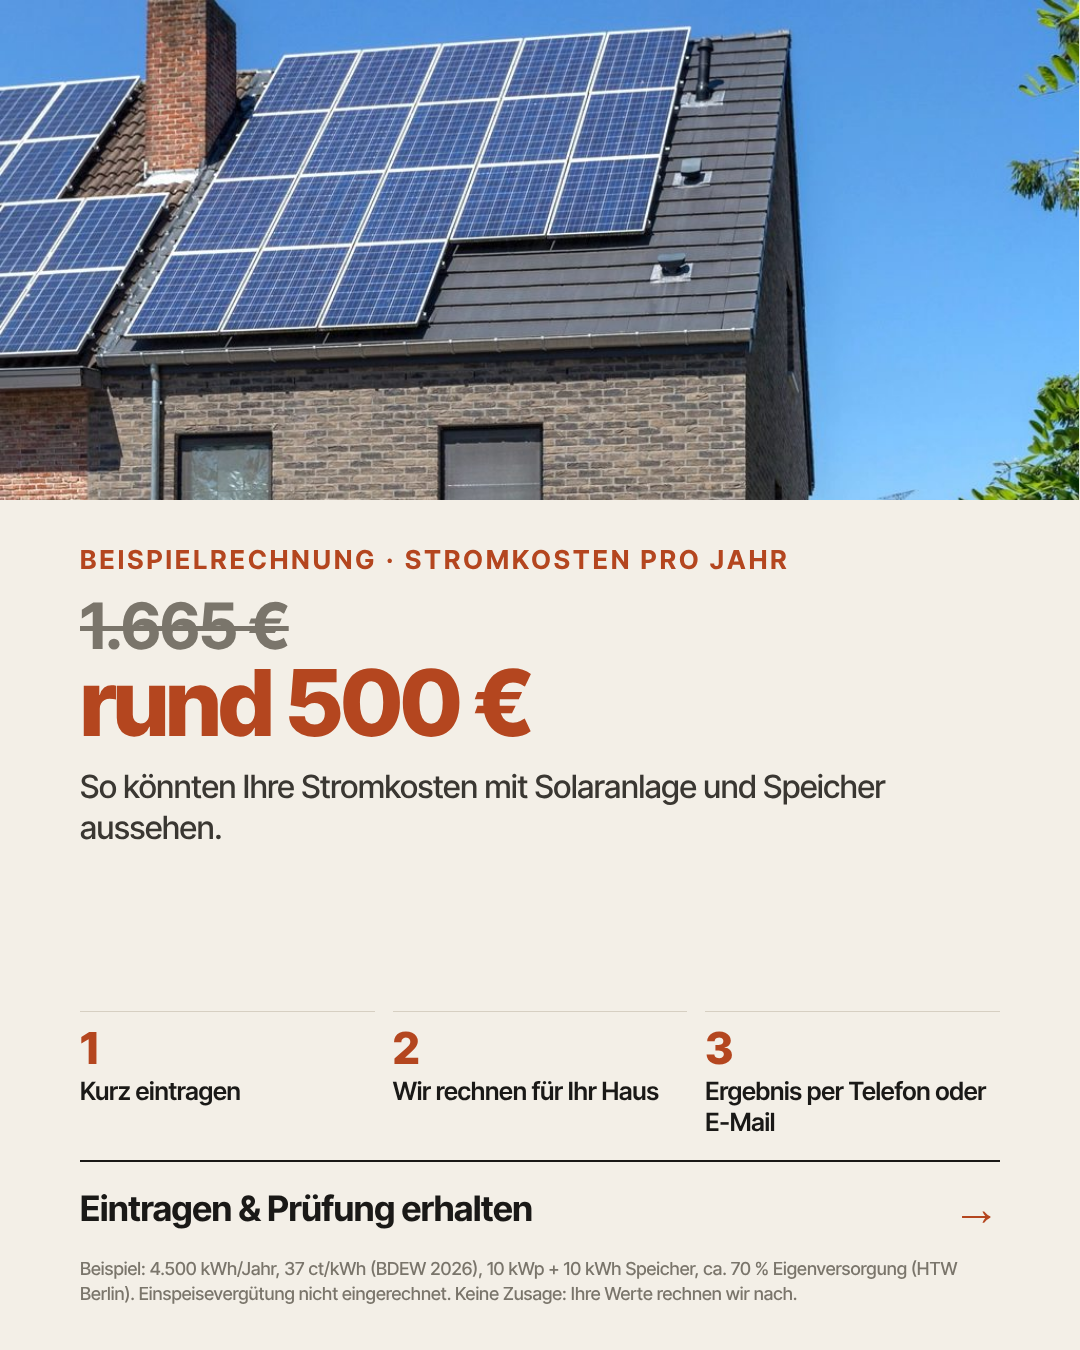 BEISPIELRECHNUNG · STROMKOSTEN PRO JAHR
1.665 €
rund 500 €
So könnten Ihre Stromkosten mit Solaranlage und Speicher
aussehen.
1
Kurz eintragen
2
Wir rechnen für Ihr Haus
3
Ergebnis per Telefon oder
E-Mail
Eintragen & Prüfung erhalten →
Beispiel: 4.500 kWh/Jahr, 37 ct/kWh (BDEW 2026), 10 kWp + 10 kWh Speicher, ca. 70 % Eigenversorgung (HTW
Berlin). Einspeisevergütung nicht eingerechnet. Keine Zusage: Ihre Werte rechnen wir nach.